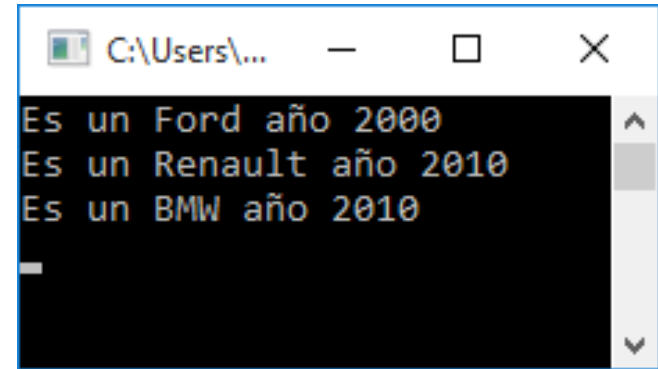 C:\Users\...
Es un Ford año 2000
Es un Renault año 2010
Es un BMW año 2010